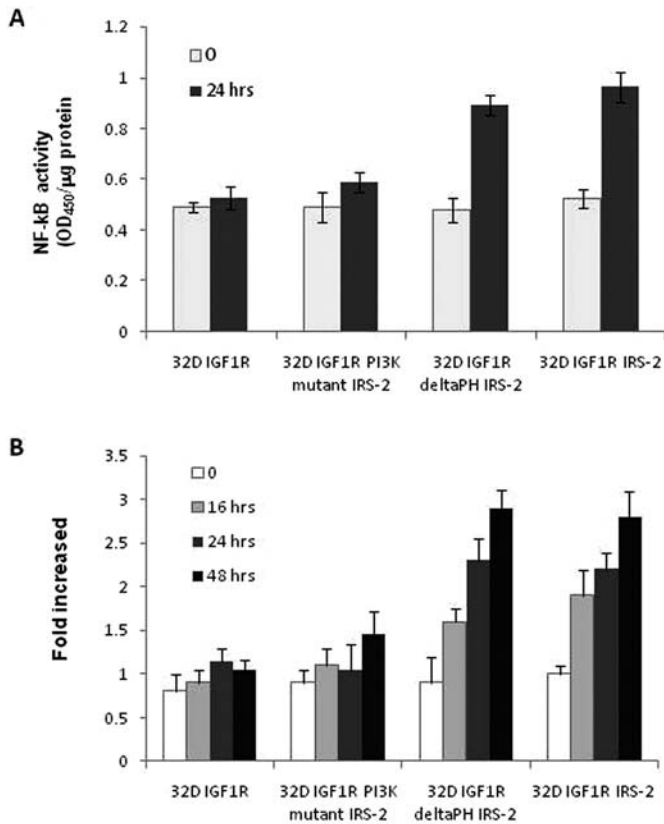 A
1.2
1
0.8
0.6
0.4
0.2
0
NF-kB activity
(OD450/µg protein)
0
24 hrs
32D IGF1R
32D IGF1R PI3K
mutant IRS-2
32D IGF1R
deltaPH IRS-2
32D IGF1R IRS-2
B
3.5
3
2.5
2
1.5
1
0.5
0
Fold increased
0
16 hrs
24 hrs
48 hrs
32D IGF1R
32D IGF1R PI3K
mutant IRS-2
32D IGF1R
deltaPH IRS-2
32D IGF1R IRS-2